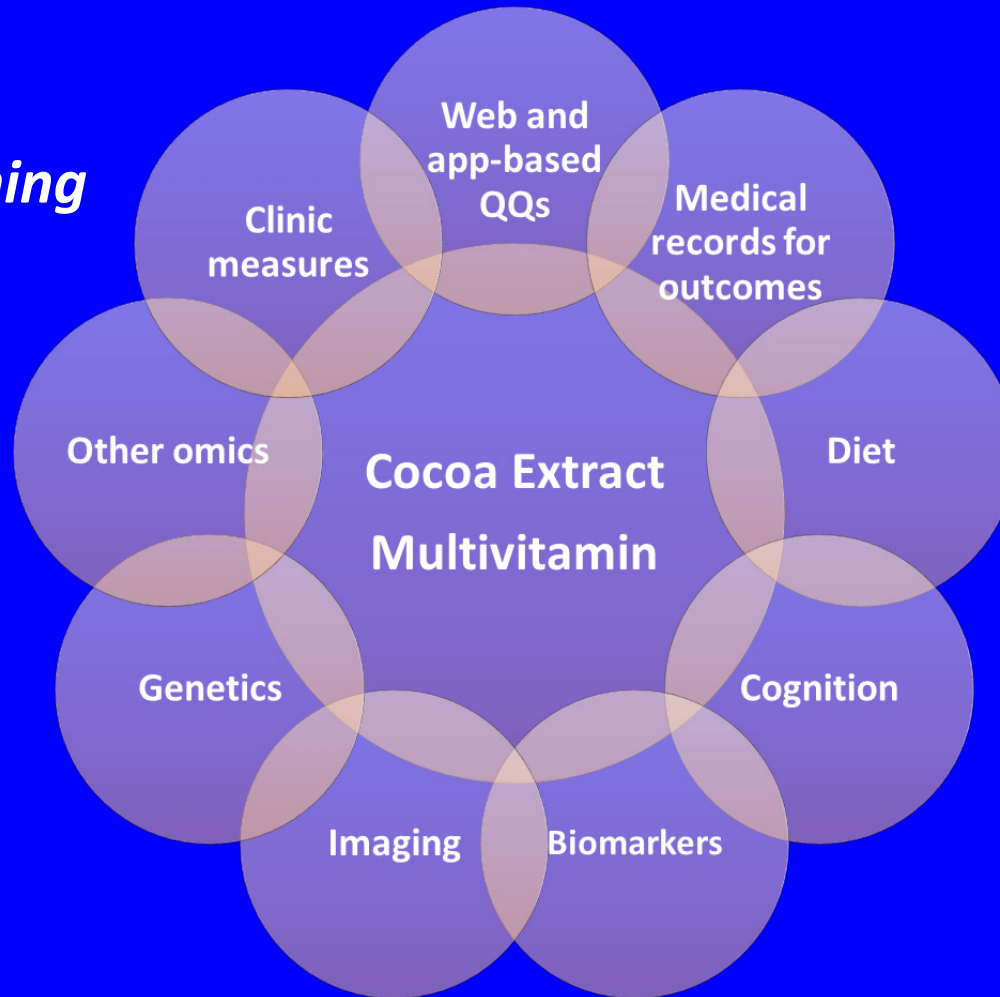 Web and
app-based
QQs
ning
Clinic
measures
Medical
records for
outcomes
Other omics
Diet
Cocoa Extract
Multivitamin
Genetics
Cognition
Imaging
Biomarkers